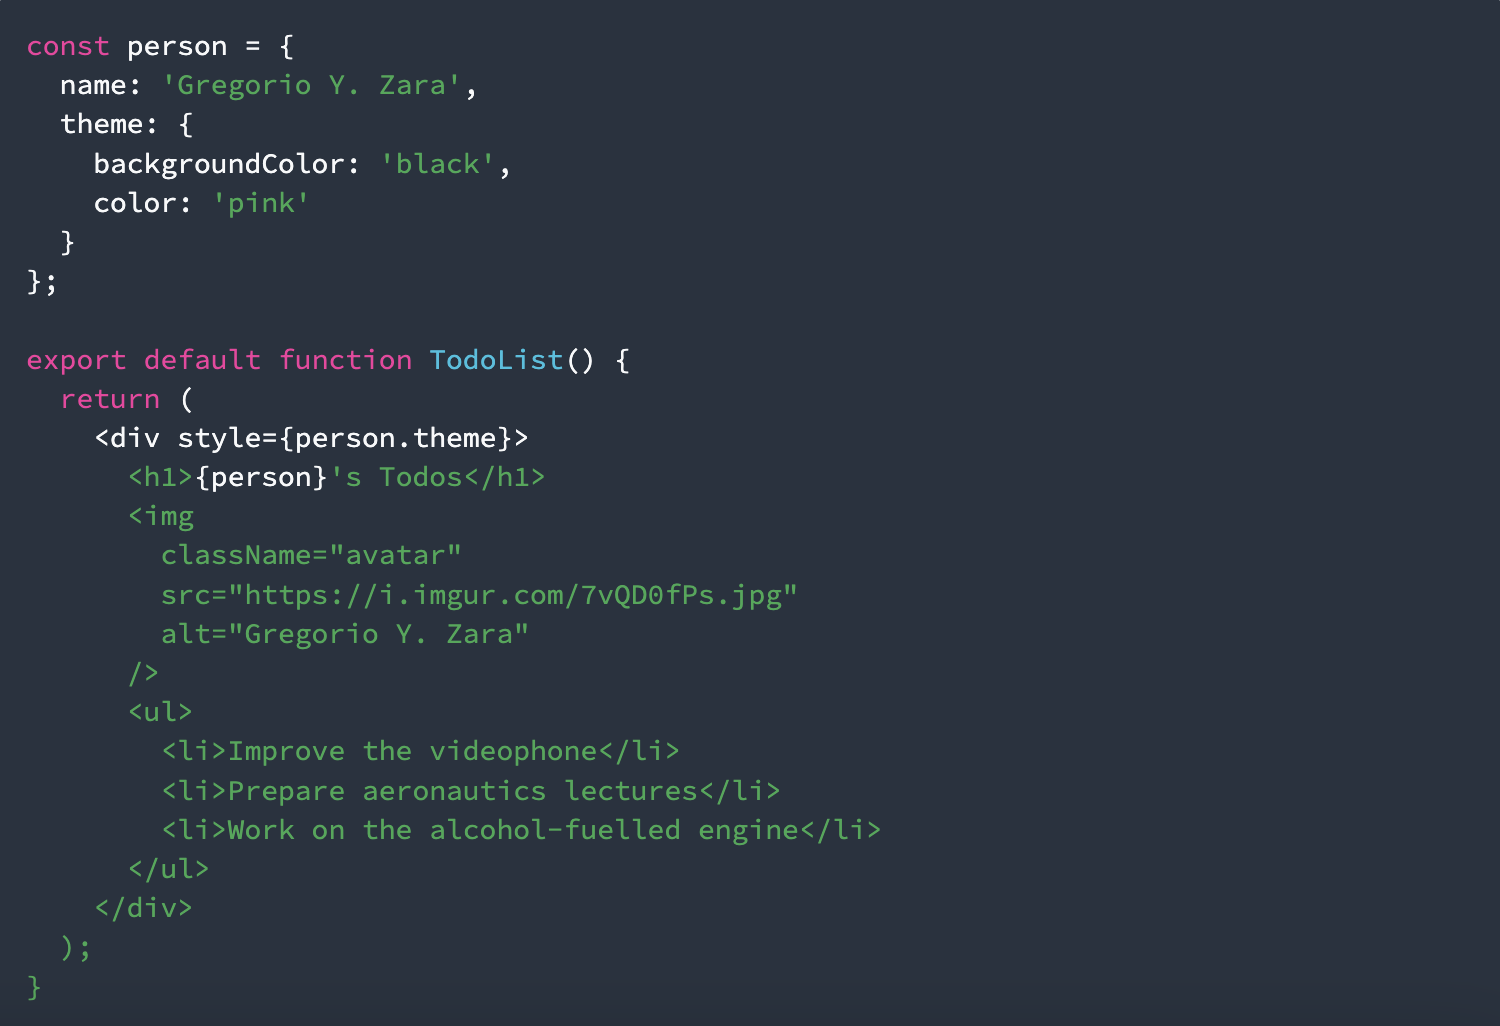 const person = {
  name: 'Gregorio Y. Zara',
  theme: {
    backgroundColor: 'black',
    color: 'pink'
  }
};

export default function TodoList() {
  return (
    <div style={person.theme}>
      <h1>{person}'s Todos</h1>
      <img
        className="avatar"
        src="https://i.imgur.com/7vQD0fPs.jpg"
        alt="Gregorio Y. Zara"
      />
      <ul>
        <li>Improve the videophone</li>
        <li>Prepare aeronautics lectures</li>
        <li>Work on the alcohol-fuelled engine</li>
      </ul>
    </div>
  );
}